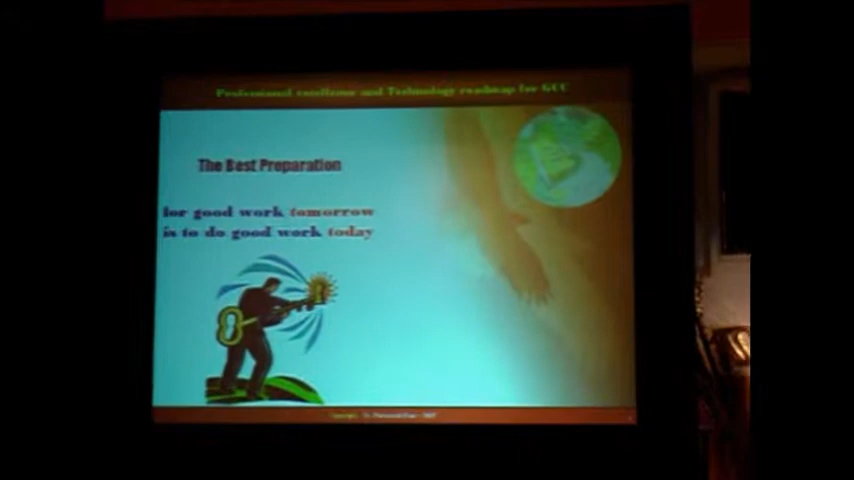 Professional excellence and Technology roadmap for GCC
The Best Preparation
for good work tomorrow
is to do good work today